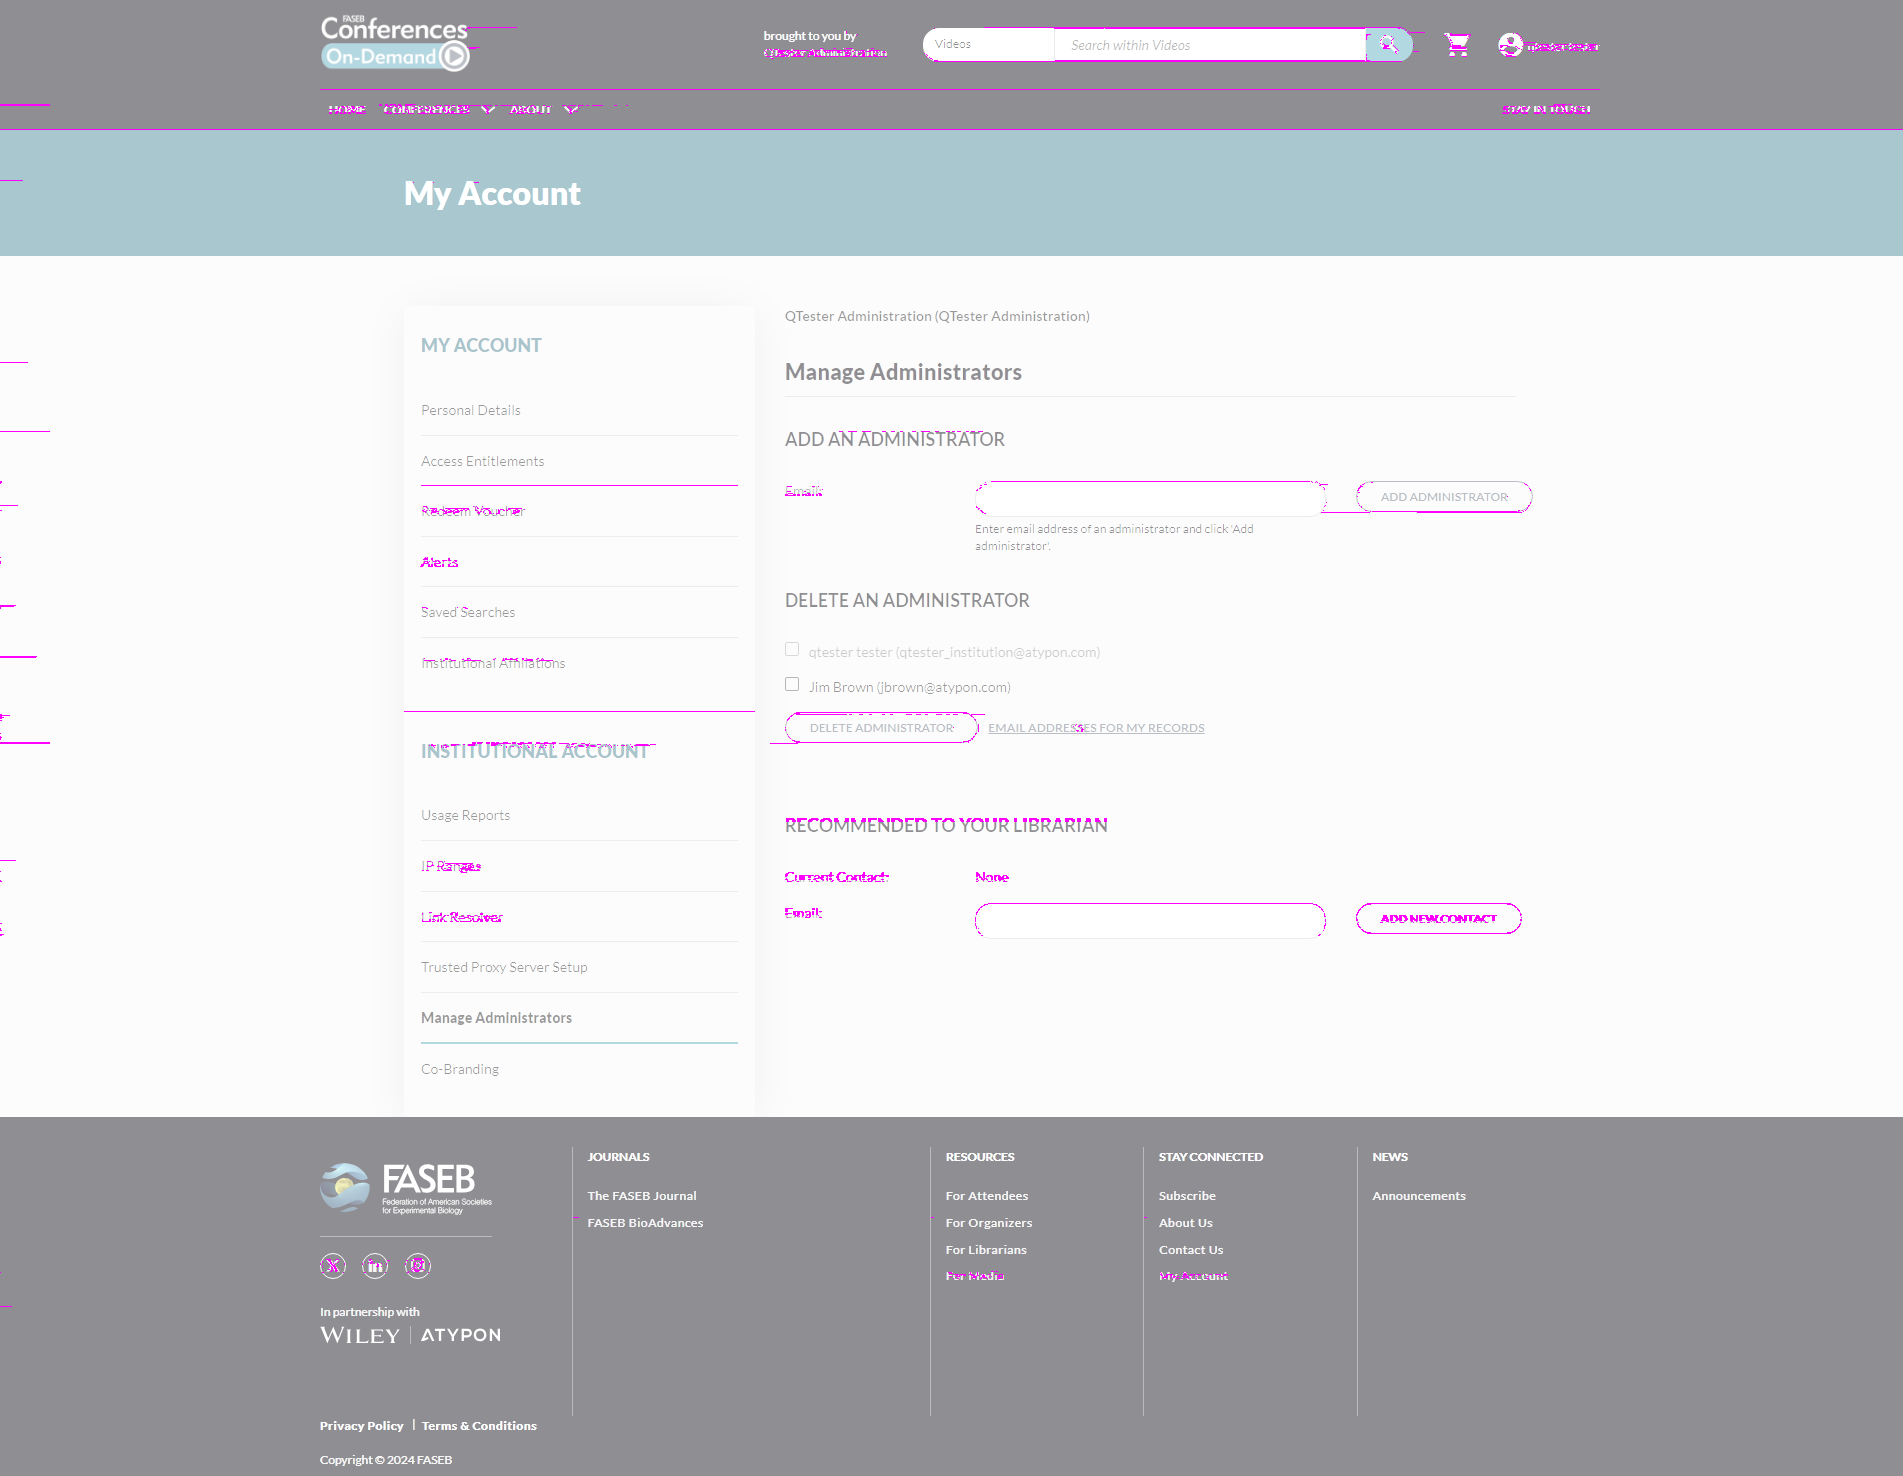 FASEB
Conferences
On-Demand
brought to you by
QTester Administration
Videos
Search within Videos
HOME
CONFERENCES
ABOUT
STAY IN TOUCH
My Account
MY ACCOUNT
Personal Details
Access Entitlements
Redeem Voucher
Alerts
Saved Searches
Institutional Affiliations
INSTITUTIONAL ACCOUNT
Usage Reports
IP Ranges
Link Resolver
Trusted Proxy Server Setup
Manage Administrators
Co-Branding
QTester Administration (QTester Administration)
Manage Administrators
ADD AN ADMINISTRATOR
Email:
ADD ADMINISTRATOR
Enter email address of an administrator and click 'Add
administrator'.
DELETE AN ADMINISTRATOR
qtester tester (qtester_institution@atypon.com)
Jim Brown (jbrown@atypon.com)
DELETE ADMINISTRATOR
EMAIL ADDRESSES FOR MY RECORDS
RECOMMENDED TO YOUR LIBRARIAN
Current Contact:
None
Email:
ADD NEW CONTACT
FASEB
Federation of American Societies
for Experimental Biology
In partnership with
WILEY | ATYPON
JOURNALS
The FASEB Journal
FASEB BioAdvances
RESOURCES
For Attendees
For Organizers
For Librarians
For Media
STAY CONNECTED
Subscribe
About Us
Contact Us
My Account
NEWS
Announcements
Privacy Policy | Terms & Conditions
Copyright © 2024 FASEB